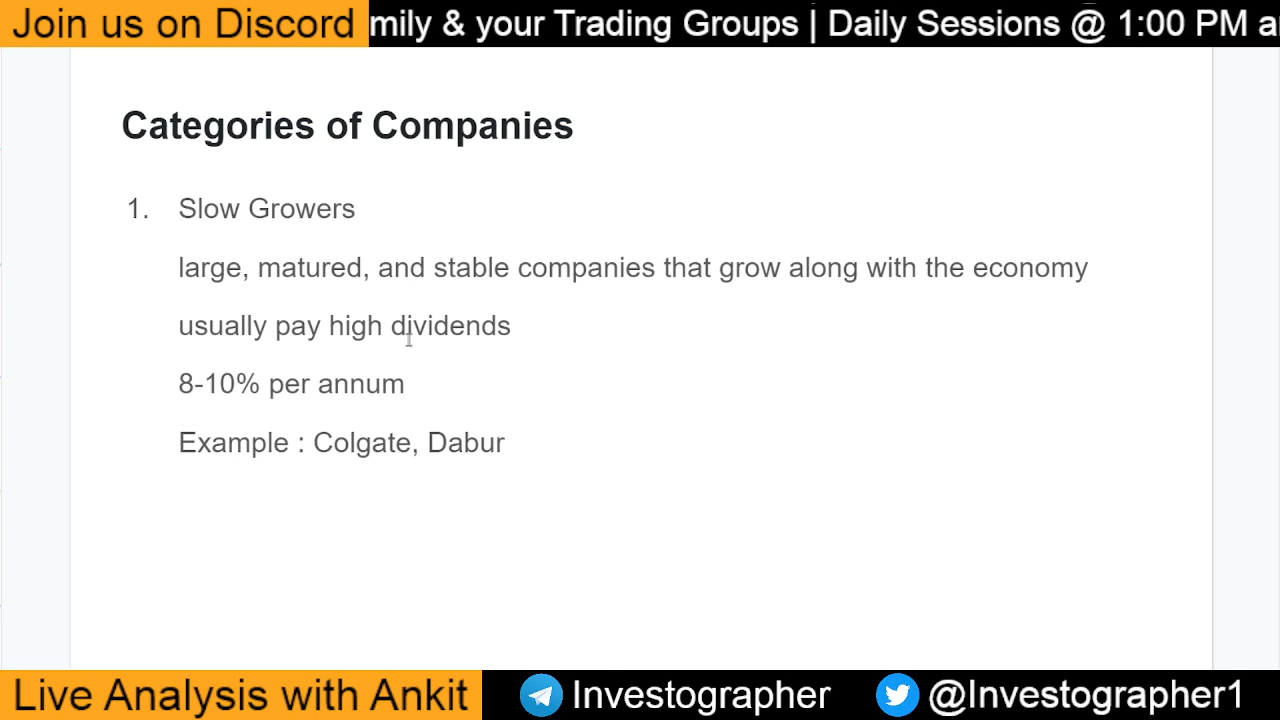 Join us on Discord
mily & your Trading Groups | Daily Sessions @ 1:00 PM a
Categories of Companies
1. Slow Growers
large, matured, and stable companies that grow along with the economy
usually pay high dividends
8-10% per annum
Example : Colgate, Dabur
Live Analysis with Ankit
Investographer
@Investographer1